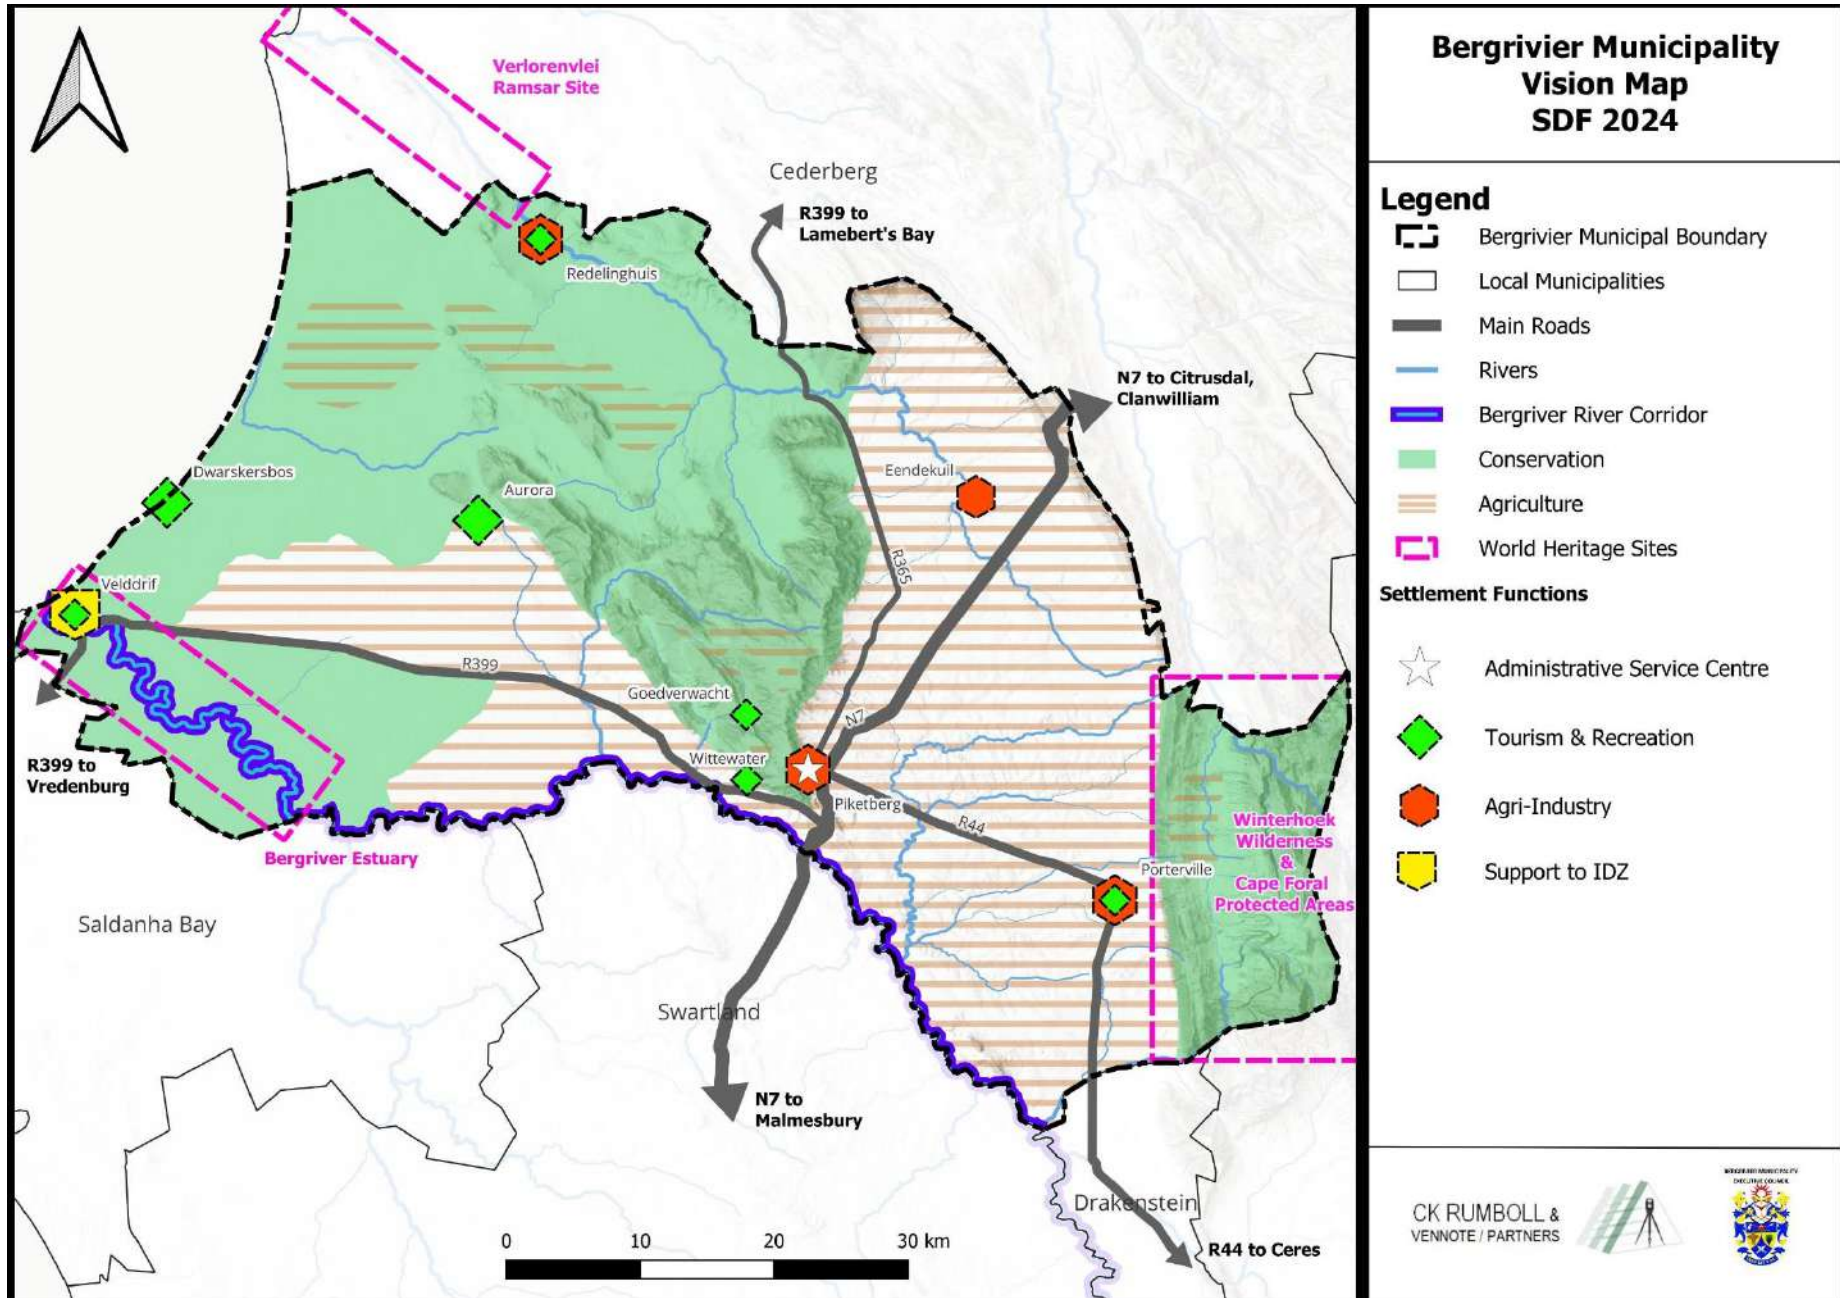 Verlorenvlei
Ramsar Site
Cederberg
R399 to
Lamebert's Bay
Redelinghuis
N7 to Citrusdal,
Clanwilliam
Dwarskersbos
Aurora
Eendekuil
R365
Velddrif
R399
Goedverwacht
N7
Wittewater
R399 to
Vredenburg
Piketberg
R44
Winterhoek
Wilderness
&
Cape Foral
Protected Areas
Bergriver Estuary
Porterville
Saldanha Bay
Swartland
N7 to
Malmesbury
Drakenstein
R44 to Ceres
0 10 20 30 km
Bergrivier Municipality
Vision Map
SDF 2024
Legend
Bergrivier Municipal Boundary
Local Municipalities
Main Roads
Rivers
Bergriver River Corridor
Conservation
Agriculture
World Heritage Sites
Settlement Functions
Administrative Service Centre
Tourism & Recreation
Agri-Industry
Support to IDZ
CK RUMBOLL &
VENNOTE / PARTNERS
BERGRIVIER MUNICIPALITY
EXECUTIVE COUNCIL